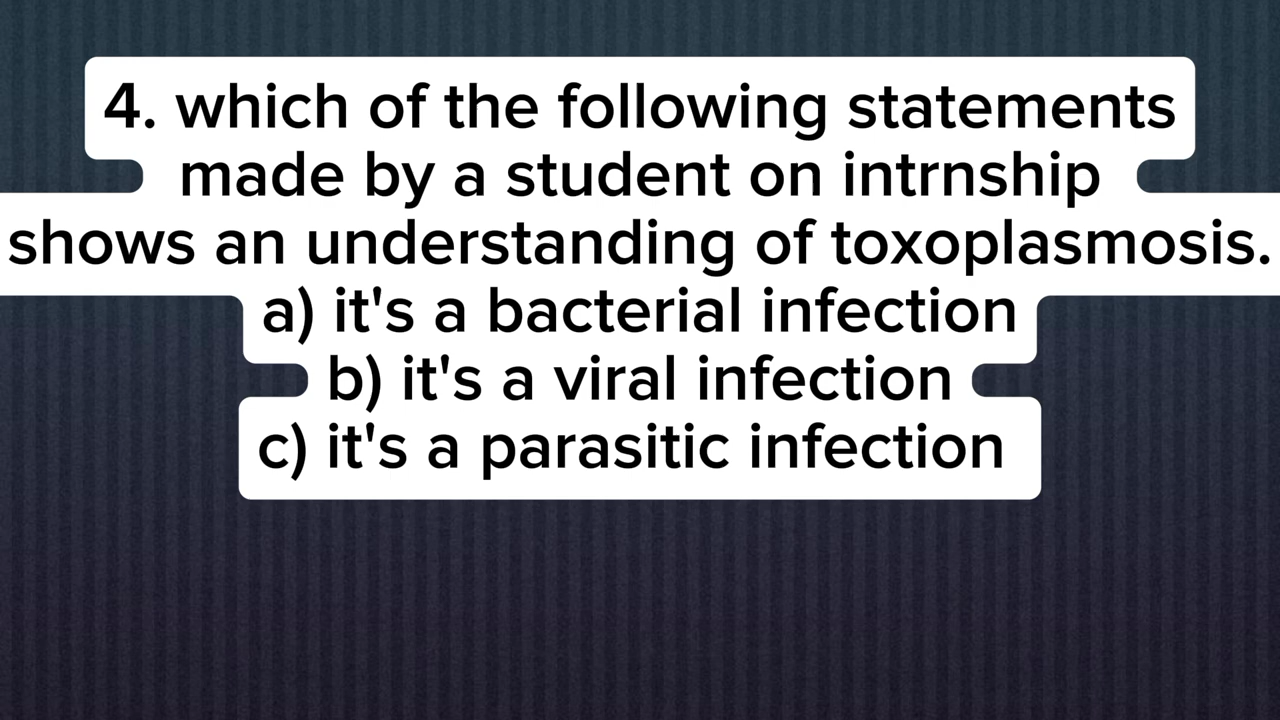 4. which of the following statements
made by a student on intrnship
shows an understanding of toxoplasmosis.
a) it's a bacterial infection
b) it's a viral infection
c) it's a parasitic infection